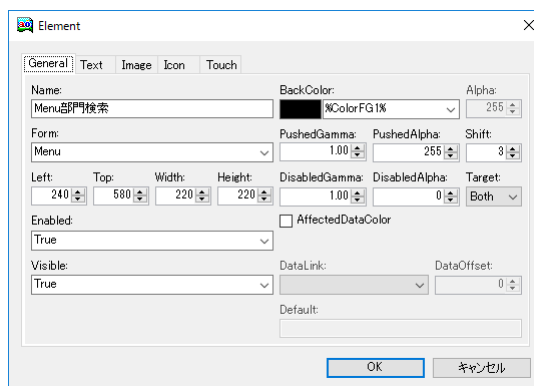 Element
General Text Image Icon Touch
Name: BackColor: Alpha:
Menu部門検索 %ColorFG1% 255
Form: PushedGamma: PushedAlpha: Shift:
Menu 1.00 255 3
Left: Top: Width: Height: DisabledGamma: DisabledAlpha: Target:
240 580 220 220 1.00 0 Both
Enabled: AffectedDataColor
True
Visible: DataLink: DataOffset:
True 0
Default:
OK キャンセル